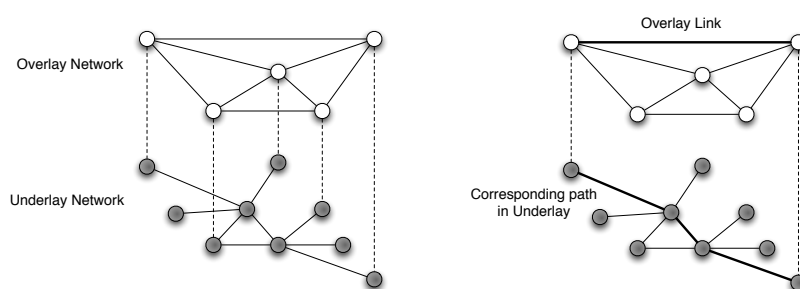 Overlay Link
Overlay Network
Underlay Network
Corresponding path
in Underlay